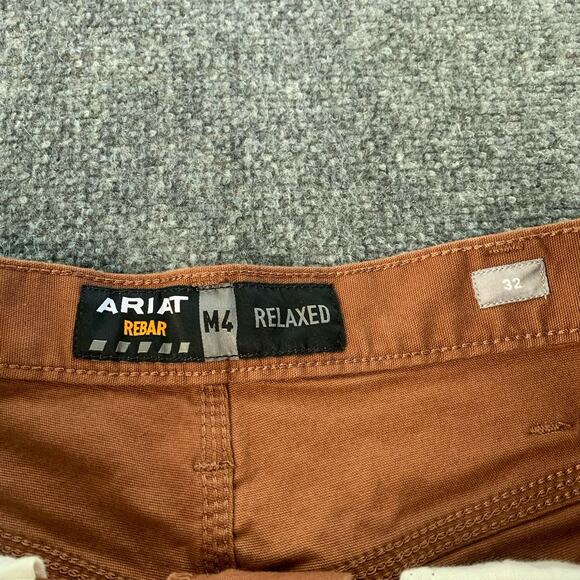 ARIAT
REBAR
M4
RELAXED
32